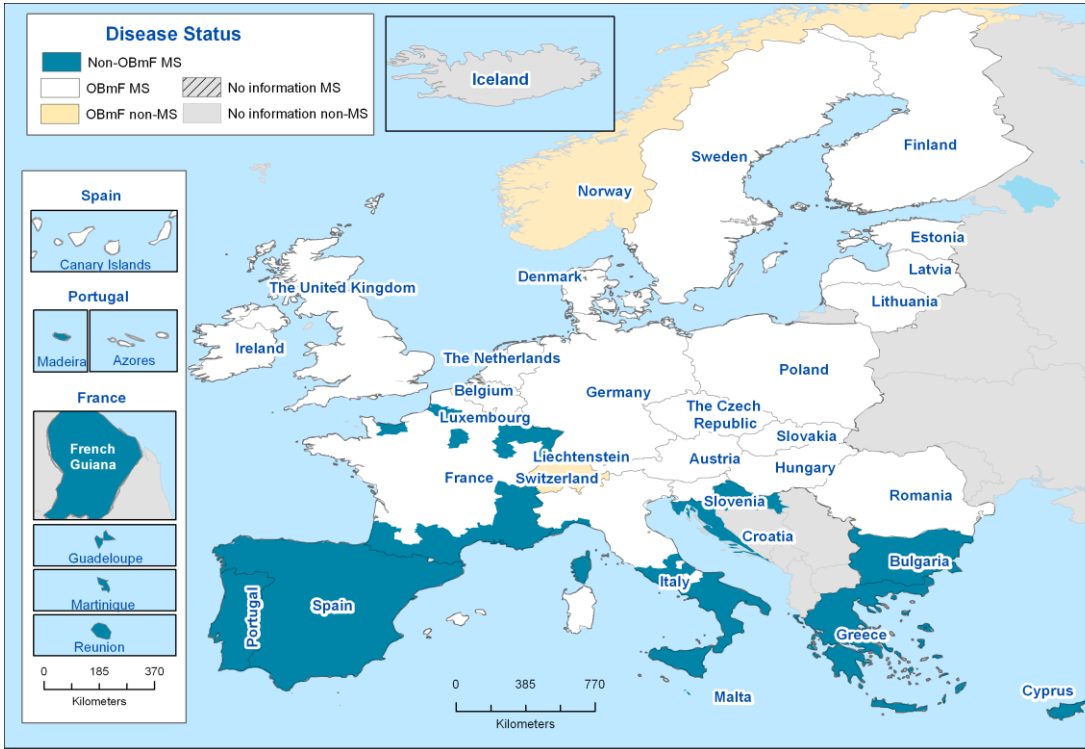 Disease Status
Non-OBmF MS
OBmF MS
No information MS
OBmF non-MS
No information non-MS
Iceland
Finland
Sweden
Norway
Spain
Canary Islands
Portugal
Madeira
Azores
France
French
Guiana
Guadeloupe
Martinique
Reunion
0 185 370
Kilometers
Estonia
Latvia
Lithuania
Denmark
The United Kingdom
Ireland
The Netherlands
Belgium
Luxembourg
Germany
Poland
The Czech
Republic
Slovakia
Liechtenstein
Austria
Hungary
France
Switzerland
Slovenia
Romania
Croatia
Bulgaria
Italy
Portugal
Spain
Greece
Malta
Cyprus
0 385 770
Kilometers